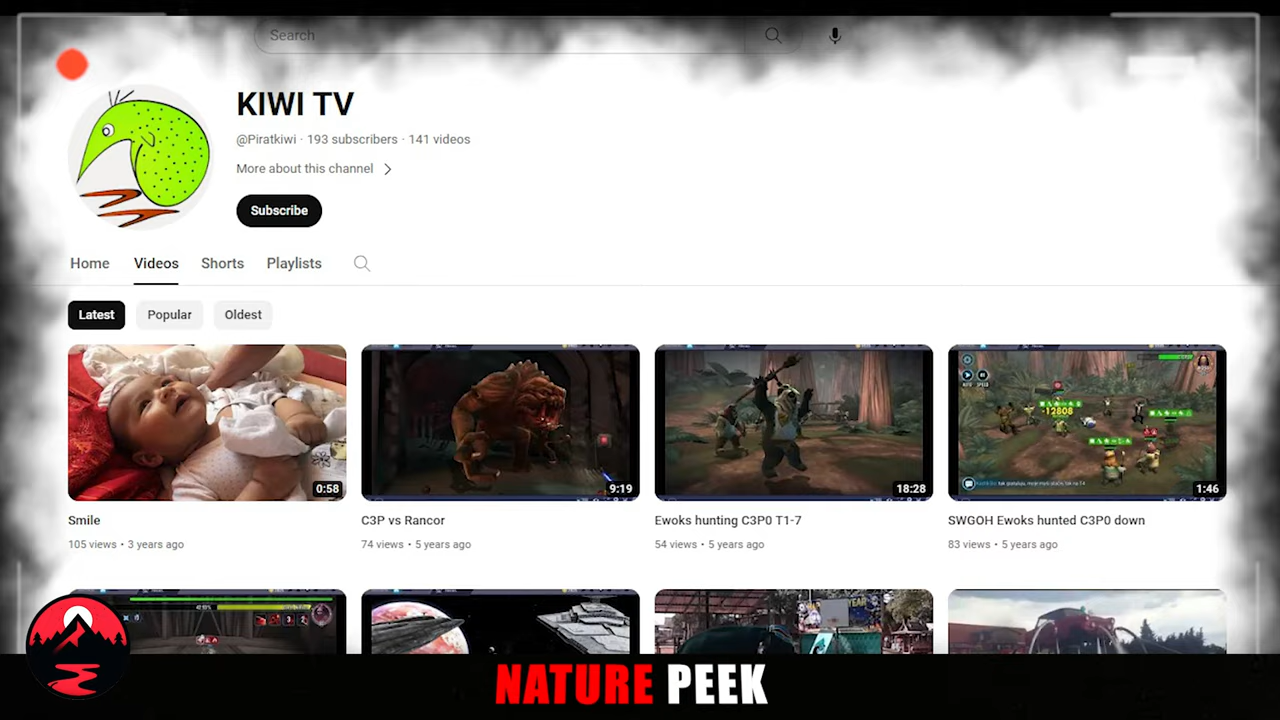 Search
KIWI TV
@Piratkiwi · 193 subscribers · 141 videos
More about this channel
Subscribe
Home Videos Shorts Playlists
Latest Popular Oldest
-12808
0:58 9:19 18:28 1:46
Smile C3P vs Rancor Ewoks hunting C3P0 T1-7 SWGOH Ewoks hunted C3P0 down
105 views • 3 years ago 74 views • 5 years ago 54 views • 5 years ago 83 views • 5 years ago
NATURE PEEK